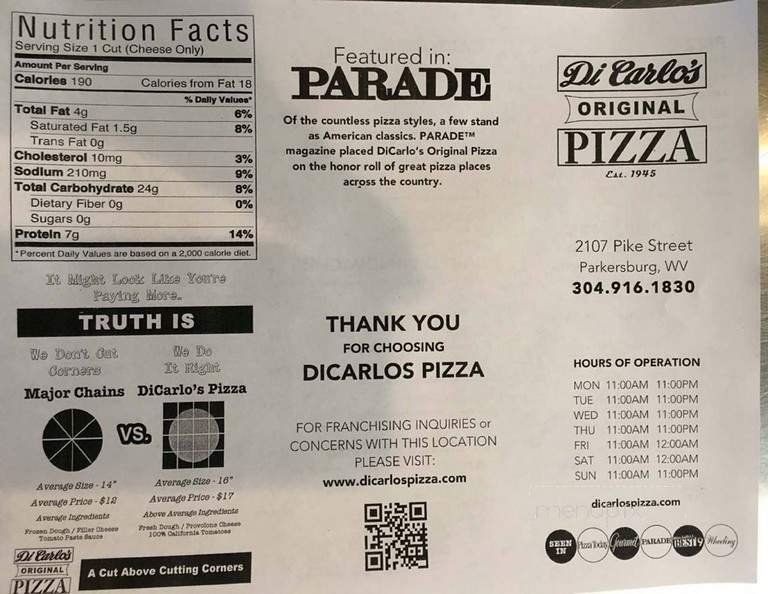 Nutrition Facts
Serving Size 1 Cut (Cheese Only)
Amount Per Serving
Calories 190 Calories from Fat 18
% Daily Values*
Total Fat 4g 6%
Saturated Fat 1.5g 8%
Trans Fat 0g
Cholesterol 10mg 3%
Sodium 210mg 9%
Total Carbohydrate 24g 8%
Dietary Fiber 0g 0%
Sugars 0g
Protein 7g 14%
*Percent Daily Values are based on a 2,000 calorie diet.
It Might Look Like You're
Paying More..
TRUTH IS
We Don't Cut
Corners
Major Chains
We Do
It Right
DiCarlo's Pizza
VS.
Average Size - 14"
Average Price - $12
Average Ingredients
Frozen Dough / Filler Cheese
Tomato Paste Sauce
Average Size - 16"
Average Price - $17
Above Average Ingredients
Fresh Dough / Provolone Cheese
100% California Tomatoes
Di Carlo's
ORIGINAL
PIZZA
A Cut Above Cutting Corners
Featured in:
PARADE
Of the countless pizza styles, a few stand
as American classics. PARADE™
magazine placed DiCarlo's Original Pizza
on the honor roll of great pizza places
across the country.
THANK YOU
FOR CHOOSING
DICARLOS PIZZA
FOR FRANCHISING INQUIRIES or
CONCERNS WITH THIS LOCATION
PLEASE VISIT:
www.dicarlospizza.com
Di Carlo's
ORIGINAL
PIZZA
Est. 1945
2107 Pike Street
Parkersburg, WV
304.916.1830
HOURS OF OPERATION
MON 11:00AM 11:00PM
TUE 11:00AM 11:00PM
WED 11:00AM 11:00PM
THU 11:00AM 11:00PM
FRI 11:00AM 12:00AM
SAT 11:00AM 12:00AM
SUN 11:00AM 11:00PM
dicarlospizza.com
SEEN
IN
Pizza Today
Gourmet
PARADE
BEST
Wheeling